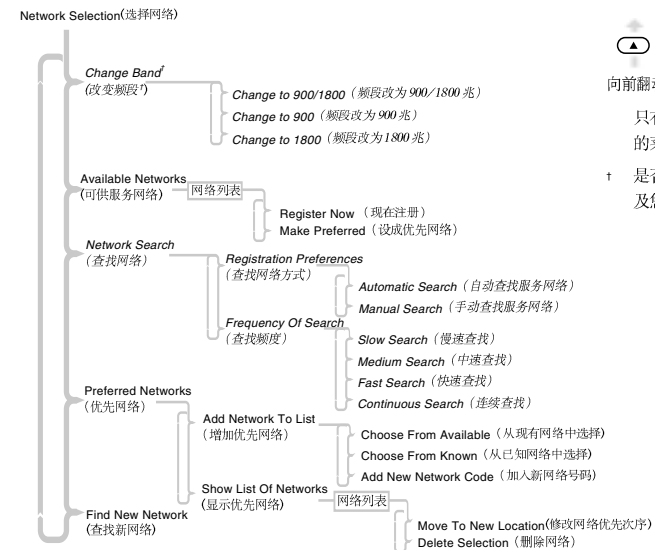 Network Selection(选择网络)
Change Band†
(改变频段†)
Change to 900/1800（频段改为900/1800兆）
Change to 900（频段改为900兆）
Change to 1800（频段改为1800兆）
Available Networks
(可供服务网络)
网络列表
Register Now （现在注册）
Make Preferred（设成优先网络）
Network Search
（查找网络）
Registration Preferences
（查找网络方式）
Automatic Search（自动查找服务网络）
Manual Search（手动查找服务网络）
Frequency Of Search
（查找频度）
Slow Search（慢速查找）
Medium Search（中速查找）
Fast Search（快速查找）
Continuous Search（连续查找）
Preferred Networks
（优先网络）
Add Network To List
（增加优先网络）
Choose From Available（从现有网络中选择）
Choose From Known（从已知网络中选择）
Add New Network Code（加入新网络号码）
Show List Of Networks
(显示优先网络)
网络列表
Move To New Location(修改网络优先次序)
Delete Selection（删除网络）
Find New Network
(查找新网络)
向前翻
只有
的
† 是否
及您